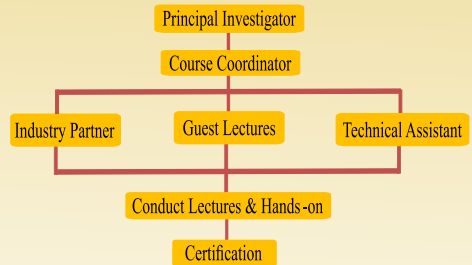 Principal Investigator
Course Coordinator
Industry Partner
Guest Lectures
Technical Assistant
Conduct Lectures & Hands-on
Certification